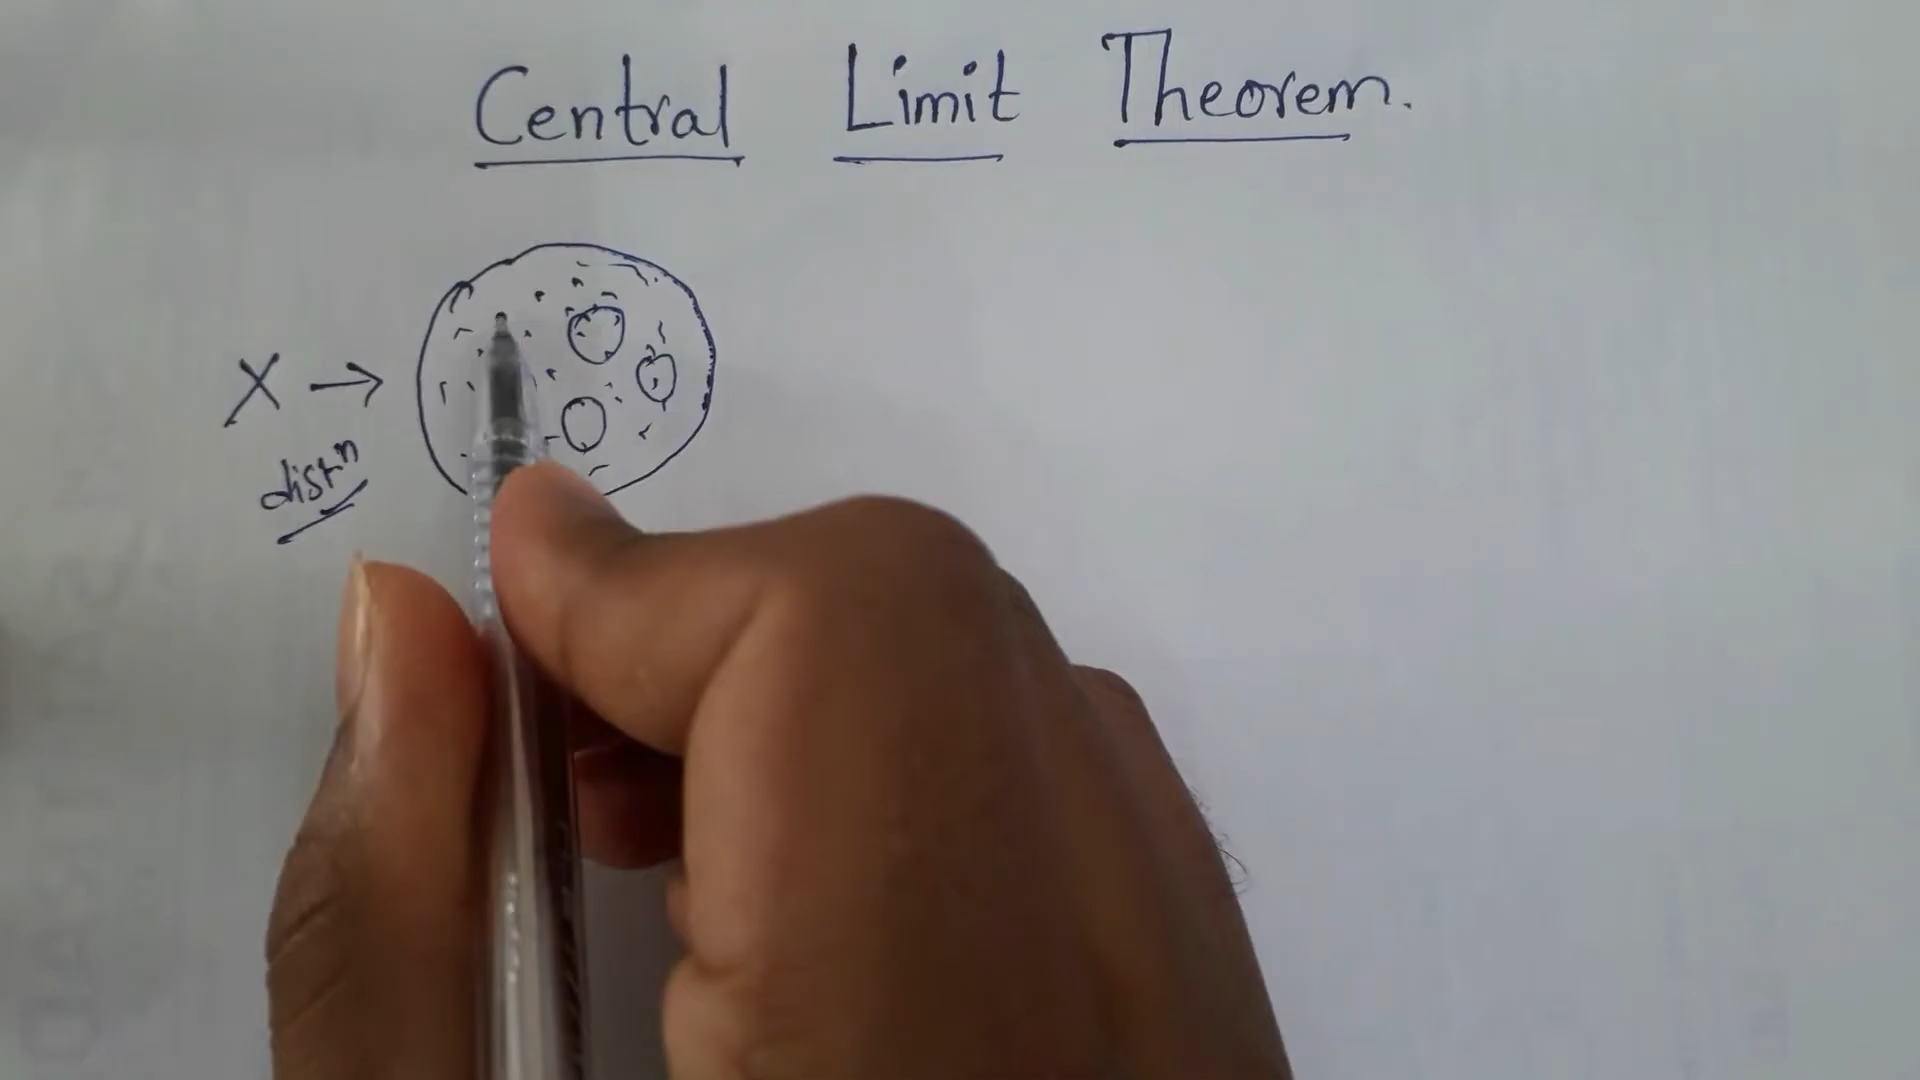 Central Limit Theorem.
X →
distⁿ